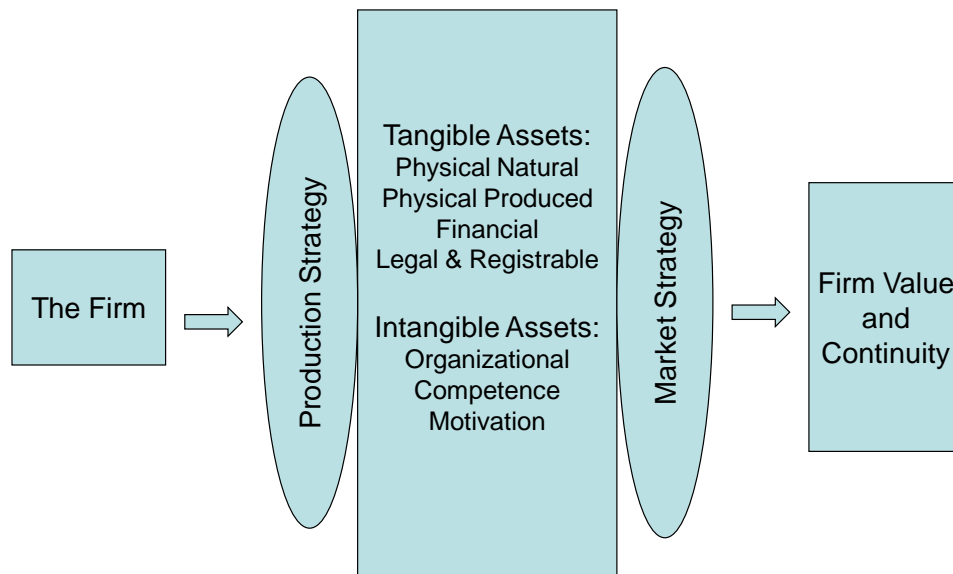 The Firm
Production Strategy
Tangible Assets:
Physical Natural
Physical Produced
Financial
Legal & Registrable
Intangible Assets:
Organizational
Competence
Motivation
Market Strategy
Firm Value
and
Continuity